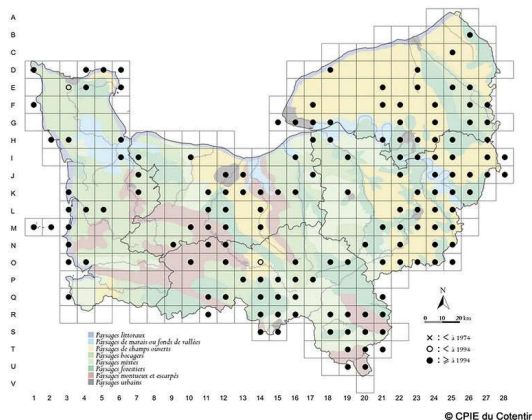 A
B
C
D
E
F
G
H
I
J
K
L
M
N
O
P
Q
R
S
T
U
V
A
B
C
D
E
F
G
H
I
J
K
L
M
N
O
P
Q
R
S
T
U
V
N
0 10 20 km
× : < à 1974
○ : < à 1994
● : ≥ à 1994
Paysages littoraux
Paysages de marais ou fonds de vallées
Paysages de champs ouverts
Paysages bocagers
Paysages mixtes
Paysages forestiers
Paysages montueux et escarpés
Paysages urbains
1 2 3 4 5 6 7 8 9 10 11 12 13 14 15 16 17 18 19 20 21 22 23 24 25 26 27 28
© CPIE du Cotentin